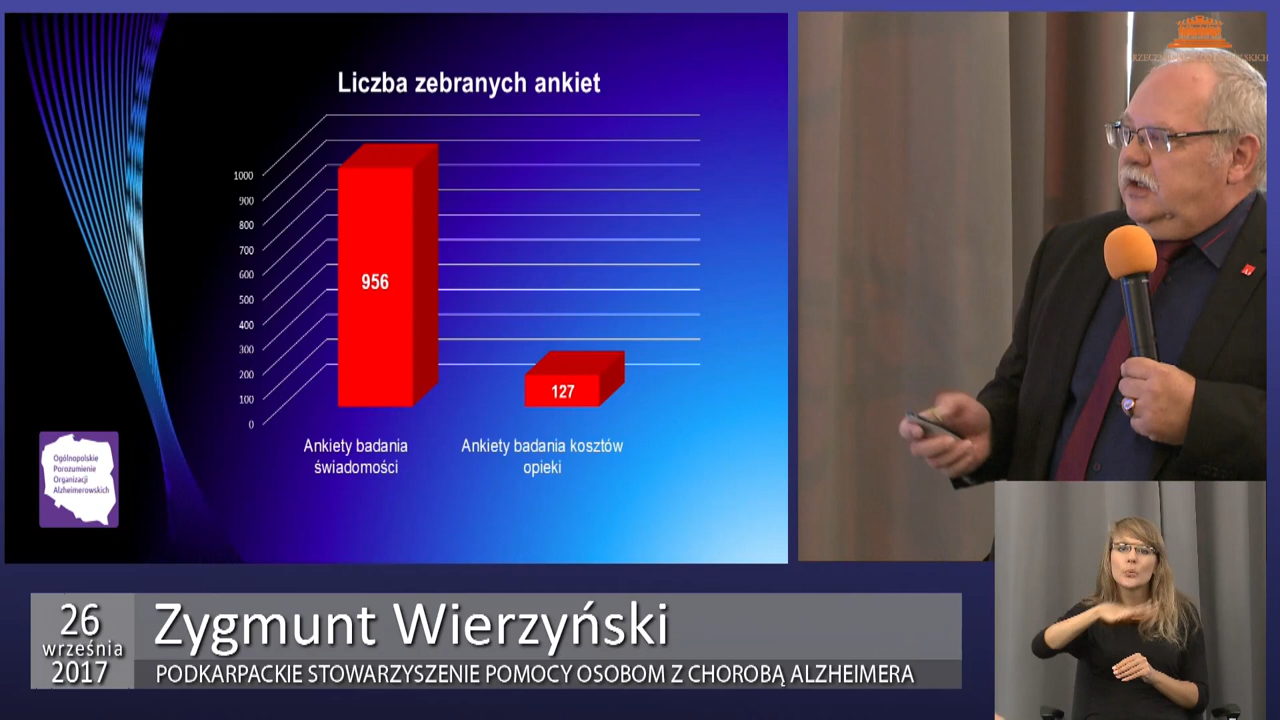 Liczba zebranych ankiet
1000
900
800
700
600
500
400
300
200
100
0
956
127
Ankiety badania
świadomości
Ankiety badania kosztów
opieki
Ogólnopolskie
Porozumienie
Organizacji
Alzheimerowskich
26
września
2017
Zygmunt Wierzyński
PODKARPACKIE STOWARZYSZENIE POMOCY OSOBOM Z CHOROBĄ ALZHEIMERA